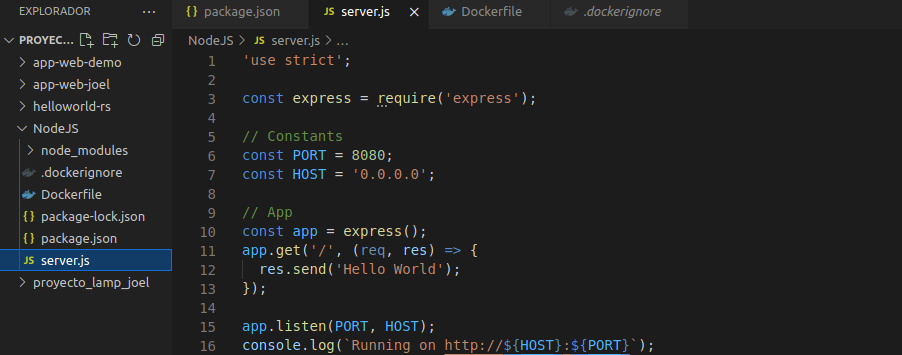 EXPLORADOR ...
PROYEC...
app-web-demo
app-web-joel
helloworld-rs
NodeJS
node_modules
.dockerignore
Dockerfile
package-lock.json
package.json
server.js
proyecto_lamp_joel
package.json
server.js
Dockerfile
.dockerignore
NodeJS > JS server.js > ...
1 'use strict';
2
3 const express = require('express');
4
5 // Constants
6 const PORT = 8080;
7 const HOST = '0.0.0.0';
8
9 // App
10 const app = express();
11 app.get('/', (req, res) => {
12 res.send('Hello World');
13 });
14
15 app.listen(PORT, HOST);
16 console.log(`Running on http://${HOST}:${PORT}`);